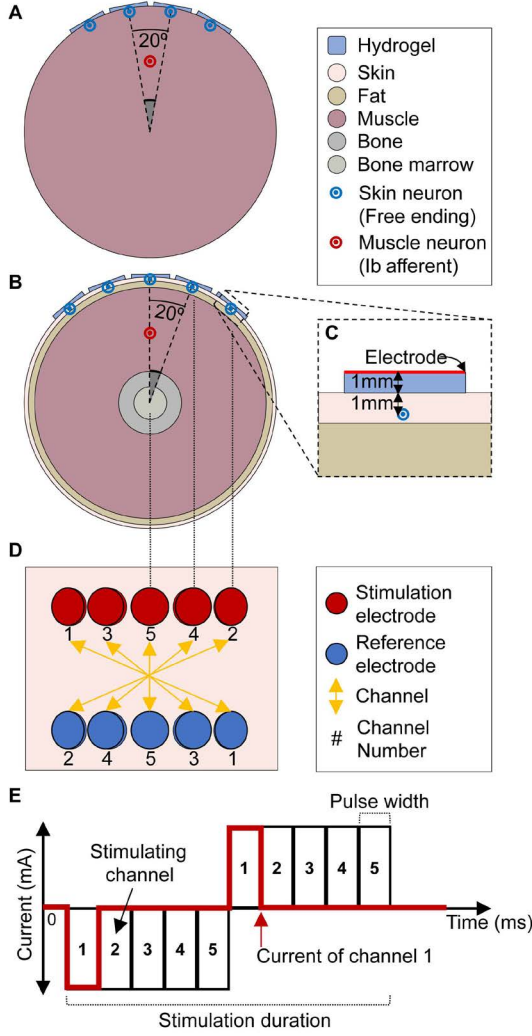 A
20º
Hydrogel
Skin
Fat
Muscle
Bone
Bone marrow
Skin neuron
(Free ending)
Muscle neuron
(Ib afferent)
B
20º
C
Electrode
1mm
1mm
D
1 3 5 4 2
2 4 5 3 1
Stimulation
electrode
Reference
electrode
Channel
# Channel
Number
E
Pulse width
Stimulating
channel
1 2 3 4 5
Current (mA)
0
Time (ms)
1 2 3 4 5
Current of channel 1
Stimulation duration